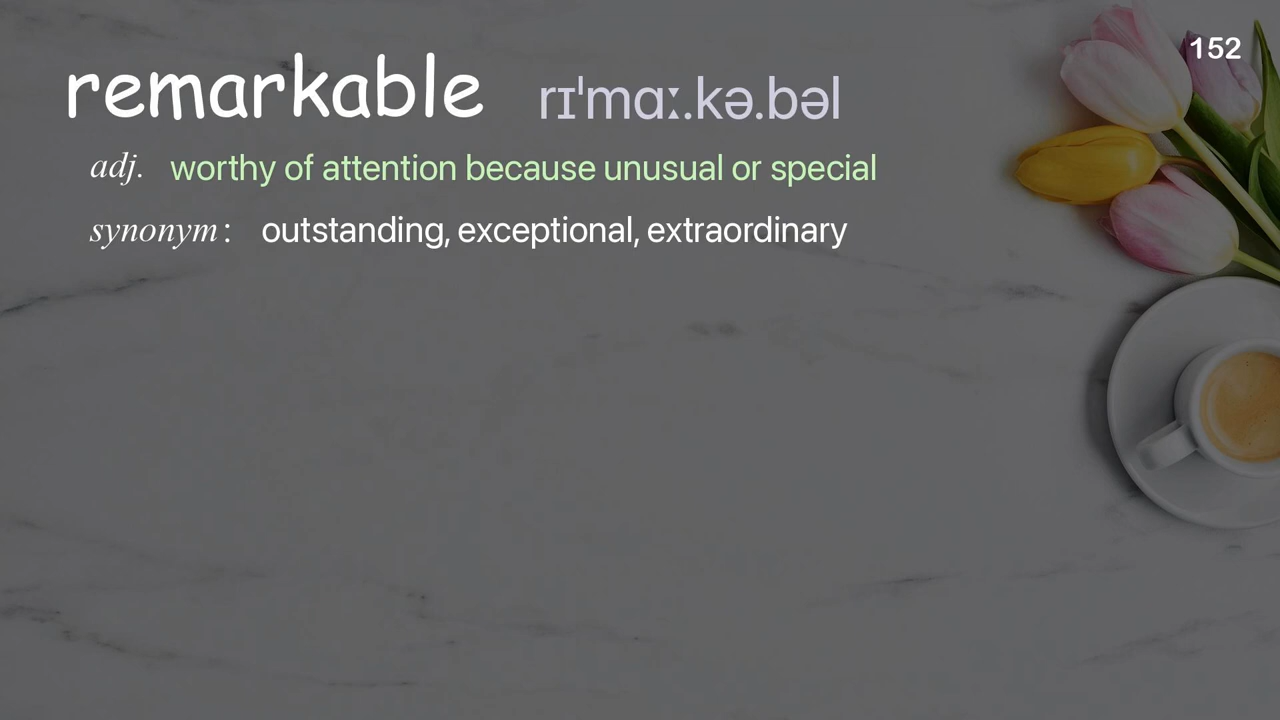 152
remarkable rɪˈmɑː.kə.bəl
adj. worthy of attention because unusual or special
synonym: outstanding, exceptional, extraordinary